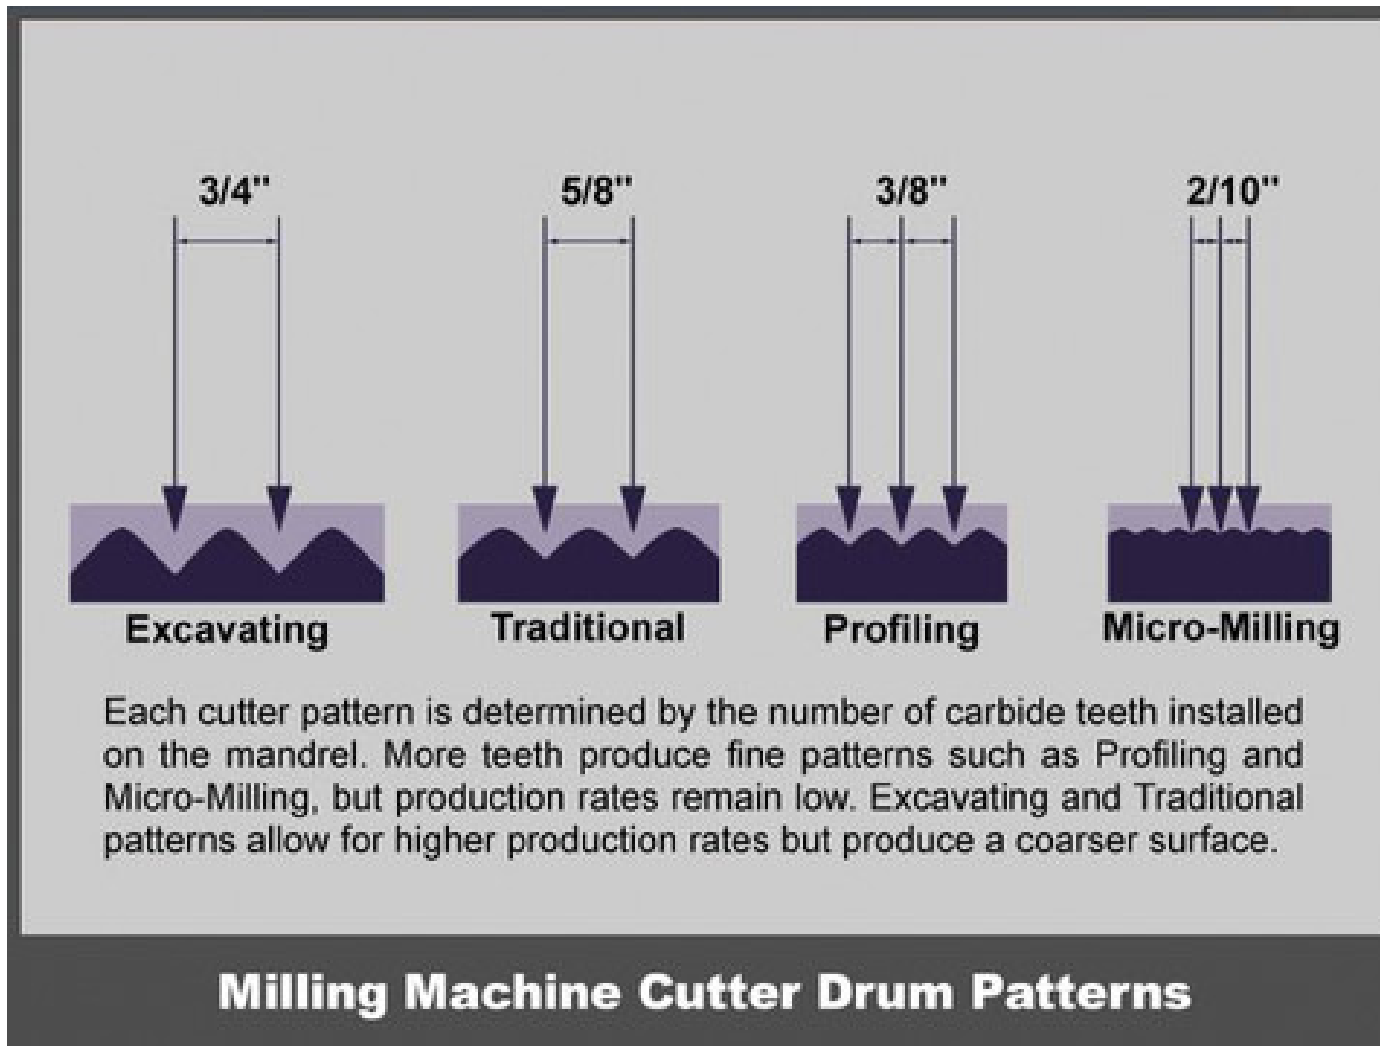 3/4" 5/8" 3/8" 2/10"
Excavating Traditional Profiling Micro-Milling
Each cutter pattern is determined by the number of carbide teeth installed
on the mandrel. More teeth produce fine patterns such as Profiling and
Micro-Milling, but production rates remain low. Excavating and Traditional
patterns allow for higher production rates but produce a coarser surface.
Milling Machine Cutter Drum Patterns